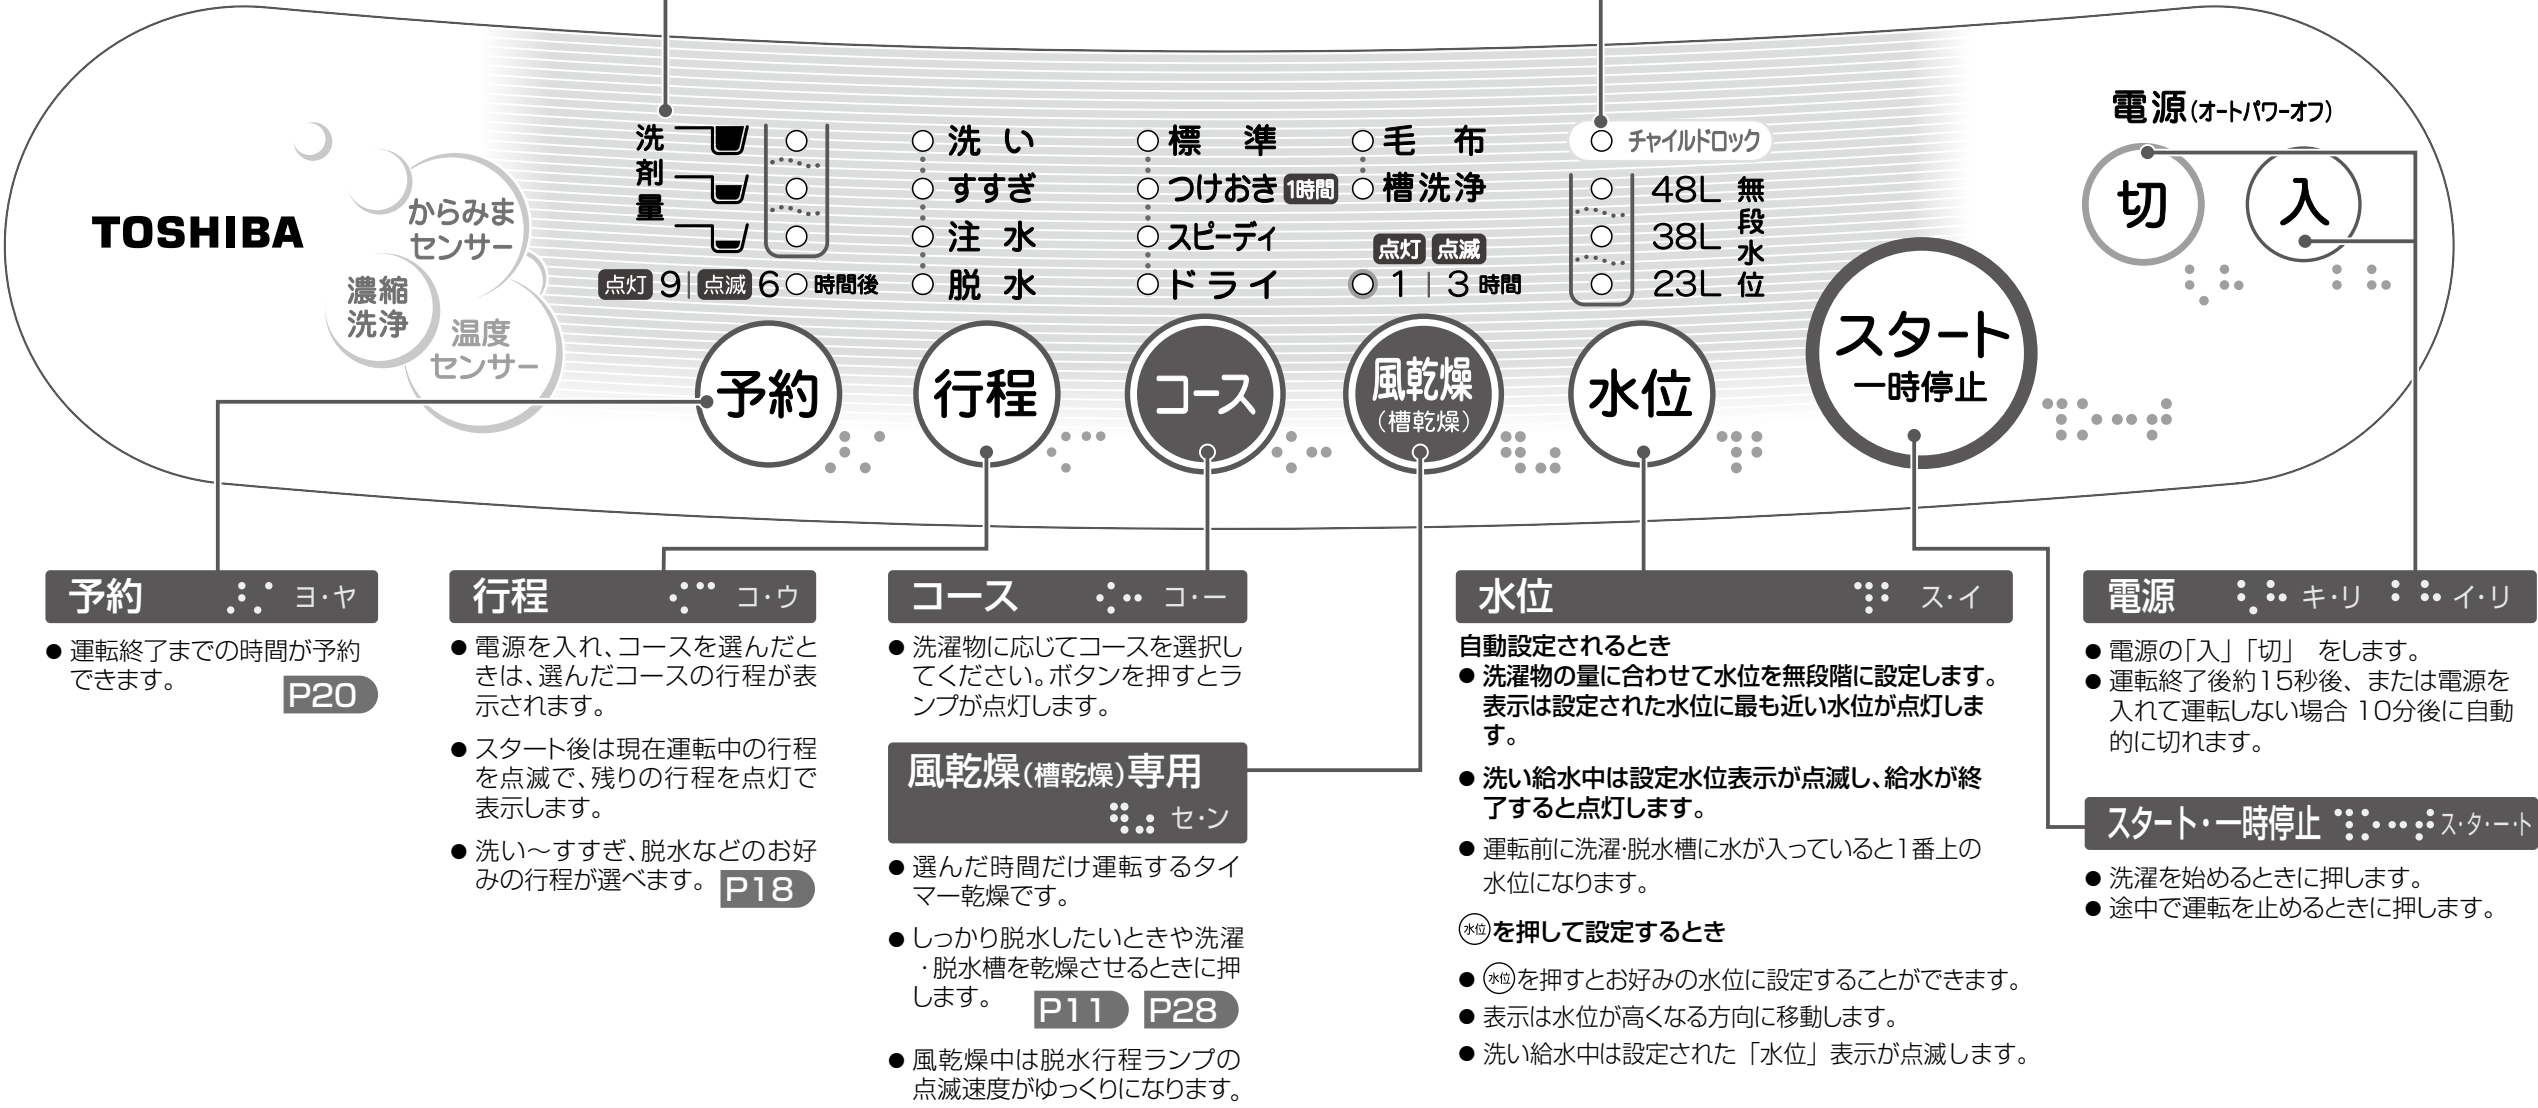 電源(オートパワーオフ)
切 入
TOSHIBA
からみま
センサー
濃縮
洗浄
温度
センサー
洗剤量
点灯 9 | 点滅 6 時間後
洗い
すすぎ
注水
脱水
標準
つけおき 1時間
スピーディ
ドライ
毛布
槽洗浄
点灯 点滅
1 | 3 時間
チャイルドロック
48L
38L
23L
無段水位
予約
行程
コース
風乾燥
(槽乾燥)
水位
スタート
一時停止
予約 ヨ・ヤ
● 運転終了までの時間が予約
できます。
P20
行程 コ・ウ
● 電源を入れ、コースを選んだと
きは、選んだコースの行程が表
示されます。
● スタート後は現在運転中の行程
を点滅で、残りの行程を点灯で
表示します。
● 洗い〜すすぎ、脱水などのお好
みの行程が選べます。 P18
コース コ・ー
● 洗濯物に応じてコースを選択し
てください。ボタンを押すとラ
ンプが点灯します。
風乾燥(槽乾燥)専用
セ・ン
● 選んだ時間だけ運転するタイ
マー乾燥です。
● しっかり脱水したいときや洗濯
・脱水槽を乾燥させるときに押
します。 P11 P28
● 風乾燥中は脱水行程ランプの
点滅速度がゆっくりになります。
水位 ス・イ
自動設定されるとき
● 洗濯物の量に合わせて水位を無段階に設定します。
表示は設定された水位に最も近い水位が点灯しま
す。
● 洗い給水中は設定水位表示が点滅し、給水が終
了すると点灯します。
● 運転前に洗濯・脱水槽に水が入っていると1番上の
水位になります。
水位を押して設定するとき
● 水位を押すとお好みの水位に設定することができます。
● 表示は水位が高くなる方向に移動します。
● 洗い給水中は設定された「水位」表示が点滅します。
電源 キ・リ イ・リ
● 電源の「入」「切」 をします。
● 運転終了後約15秒後、または電源を
入れて運転しない場合 10分後に自動
的に切れます。
スタート・一時停止 ス・タ・ー・ト
● 洗濯を始めるときに押します。
● 途中で運転を止めるときに押します。